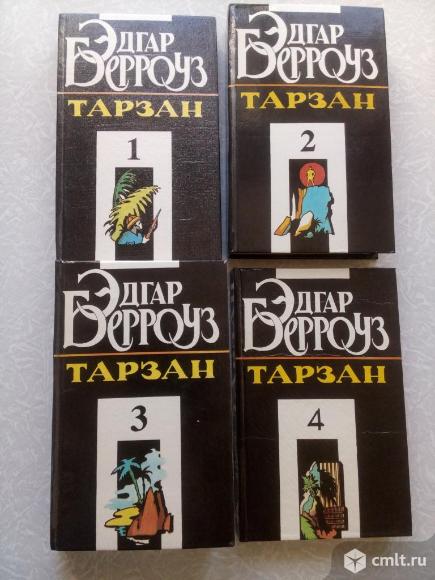 Эдгар
Берроуз
ТАРЗАН
1
Эдгар
Берроуз
ТАРЗАН
2
Эдгар
Берроуз
ТАРЗАН
3
Эдгар
Берроуз
ТАРЗАН
4
cmlt.ru